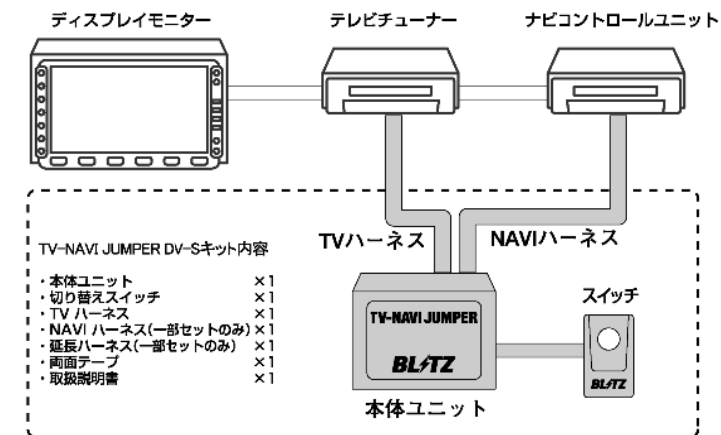 ディスプレイモニター
テレビチューナー
ナビコントロールユニット
TVハーネス
NAVIハーネス
TV-NAVI JUMPER DV-Sキット内容
・本体ユニット ×1
・切り替えスイッチ ×1
・TV ハーネス ×1
・NAVI ハーネス(一部セットのみ) ×1
・延長ハーネス(一部セットのみ) ×1
・両面テープ ×1
・取扱説明書 ×1
TV-NAVI JUMPER
BLITZ
本体ユニット
スイッチ
BLITZ